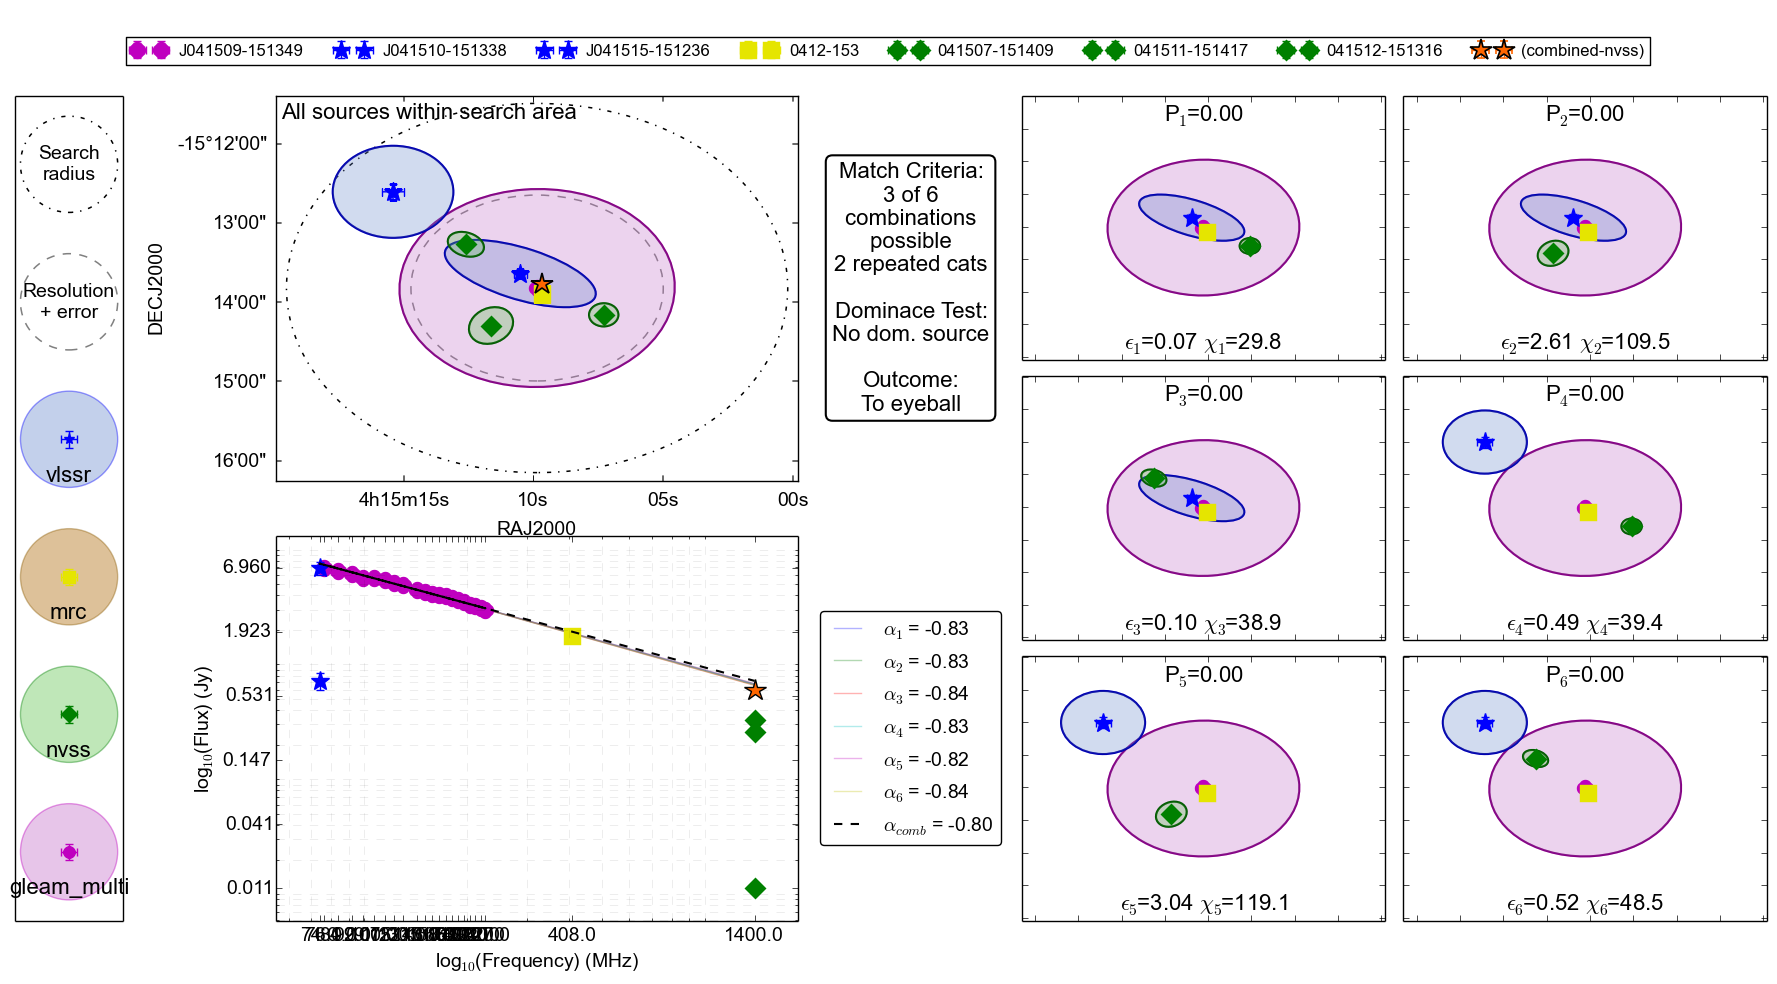 J041509-151349 J041510-151338 J041515-151236 0412-153 041507-151409 041511-151417 041512-151316 (combined-nvss)
Search
radius
Resolution
+ error
vlssr
mrc
nvss
gleam_multi
All sources within search area
DECJ2000
-15°12'00"
13'00"
14'00"
15'00"
16'00"
4h15m15s 10s 05s 00s
RAJ2000
Match Criteria:
3 of 6
combinations
possible
2 repeated cats
Dominace Test:
No dom. source
Outcome:
To eyeball
log10(Flux) (Jy)
6.960
1.923
0.531
0.147
0.041
0.011
408.0 1400.0
log10(Frequency) (MHz)
α1 = -0.83
α2 = -0.83
α3 = -0.84
α4 = -0.83
α5 = -0.82
α6 = -0.84
αcomb = -0.80
P1=0.00
ϵ1=0.07 χ1=29.8
P2=0.00
ϵ2=2.61 χ2=109.5
P3=0.00
ϵ3=0.10 χ3=38.9
P4=0.00
ϵ4=0.49 χ4=39.4
P5=0.00
ϵ5=3.04 χ5=119.1
P6=0.00
ϵ6=0.52 χ6=48.5